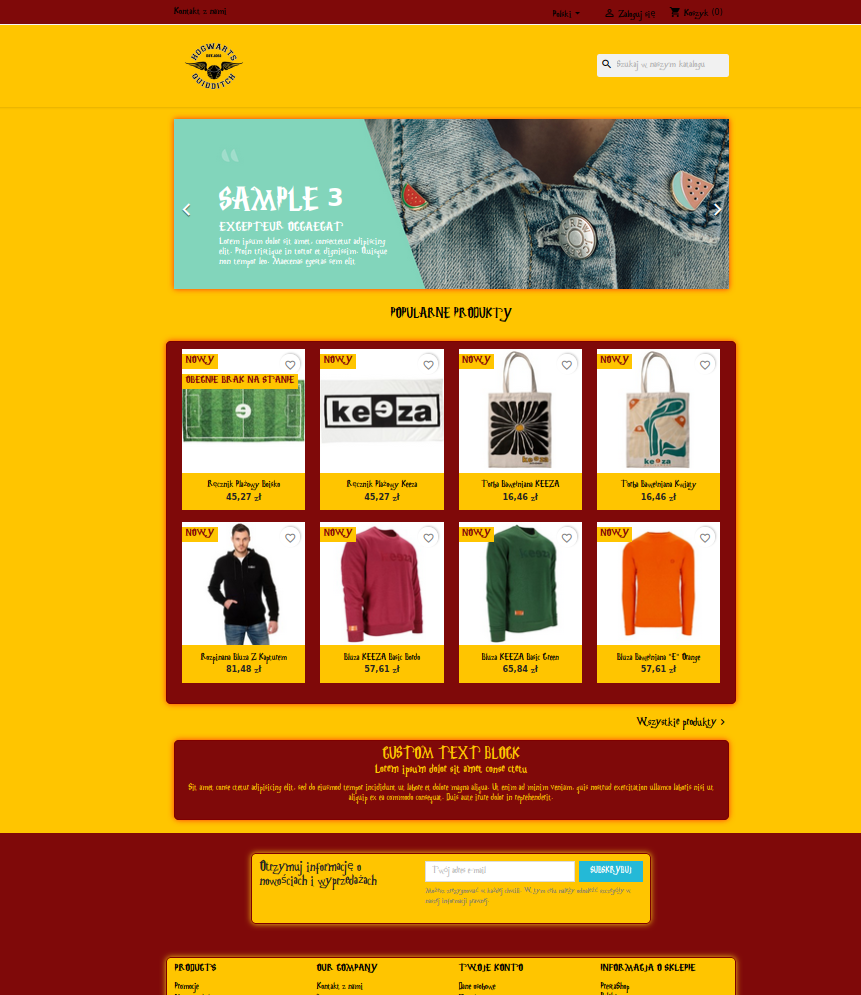 Kontakt z nami
Polski
Zaloguj się
Koszyk (0)
HOGWARTS
QUIDDITCH
Szukaj w naszym katalogu
SAMPLE 3
EXCEPTEUR OCCAECAT
Lorem ipsum dolor sit amet, consectetur adipiscing
elit. Proin tristique in tortor et dignissim. Quisque
non tempor leo. Maecenas egestas sem elit
POPULARNE PRODUKTY
NOWY
OBECNIE BRAK NA STANIE
NOWY
keeza
NOWY
keeza
NOWY
keeza
Ręcznik Plażowy Boisko
45,27 zł
Ręcznik Plażowy Keeza
45,27 zł
Torba Bawełniana KEEZA
16,46 zł
Torba Bawełniana Kwiaty
16,46 zł
NOWY
NOWY
NOWY
NOWY
Rozpinana Bluza Z Kapturem
81,48 zł
Bluza KEEZA Basic Bordo
57,61 zł
Bluza KEEZA Basic Green
65,84 zł
Bluza Bawełniana "E" Orange
57,61 zł
Wszystkie produkty
CUSTOM TEXT BLOCK
Lorem ipsum dolor sit amet conse ctetu
Sit amet conse ctetur adipisicing elit, sed do eiusmod tempor incididunt ut labore et dolore magna aliqua. Ut enim ad minim veniam, quis nostrud exercitation ullamco laboris nisi ut
aliquip ex ea commodo consequat. Duis aute irure dolor in reprehenderit.
Otrzymuj informację o
nowościach i wyprzedażach
Twój adres e-mail
SUBSKRYBUJ
Możesz zrezygnować w każdej chwili. W tym celu należy odnaleźć szczegóły w
naszej informacji prawnej.
PRODUCTS
OUR COMPANY
TWOJE KONTO
INFORMACJA O SKLEPIE
Promocje
Kontakt z nami
Dane osobowe
PrestaShop